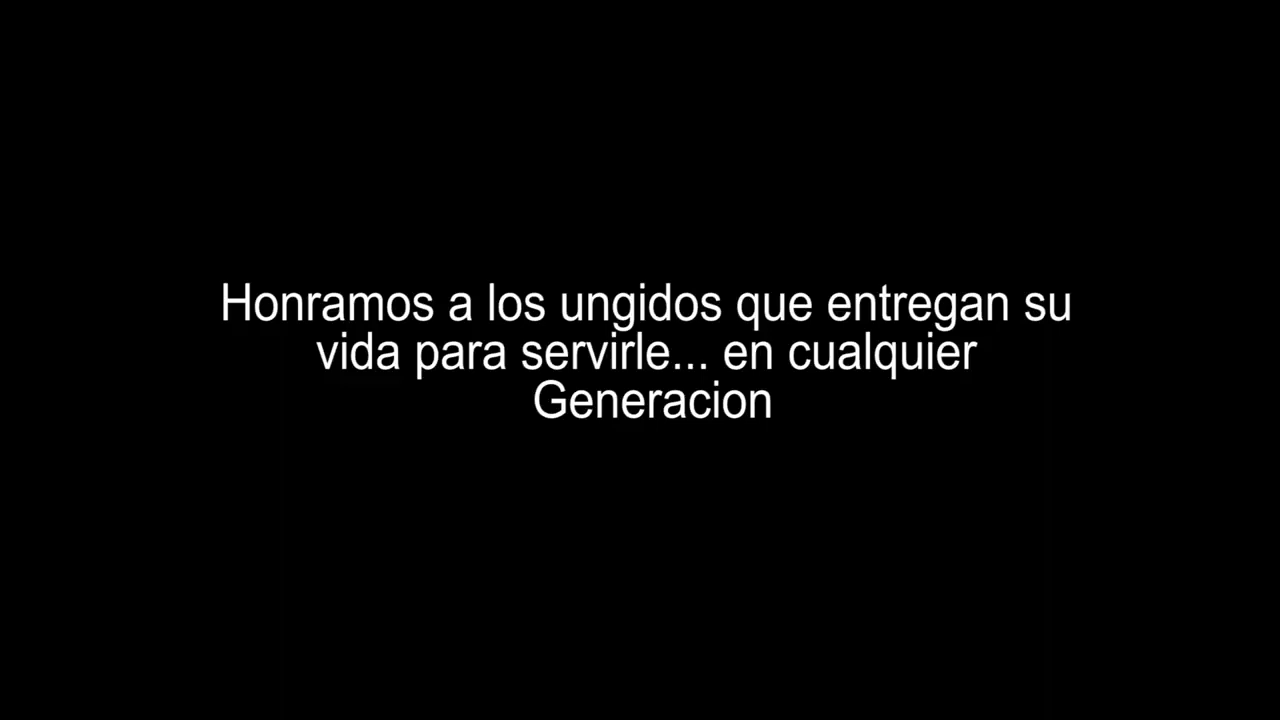 Honramos a los ungidos que entregan su
vida para servirle... en cualquier
Generacion